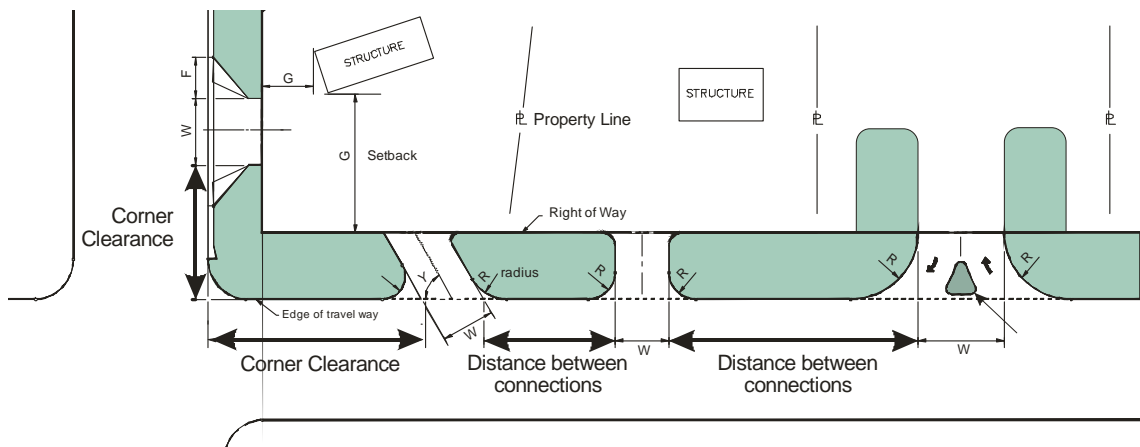 STRUCTURE
F
G
STRUCTURE
W
℄ Property Line
℄
℄
G
Setback
Corner
Clearance
Right of Way
Y
R
radius
R
R
R
R
Edge of travel way
W
W
W
Corner Clearance
Distance between
connections
Distance between
connections